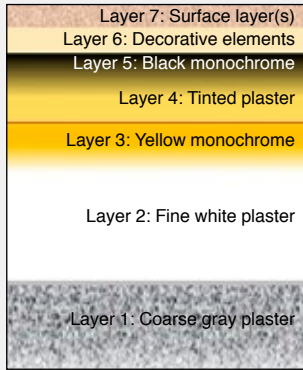 Layer 7: Surface layer(s)
Layer 6: Decorative elements
Layer 5: Black monochrome
Layer 4: Tinted plaster
Layer 3: Yellow monochrome
Layer 2: Fine white plaster
Layer 1: Coarse gray plaster